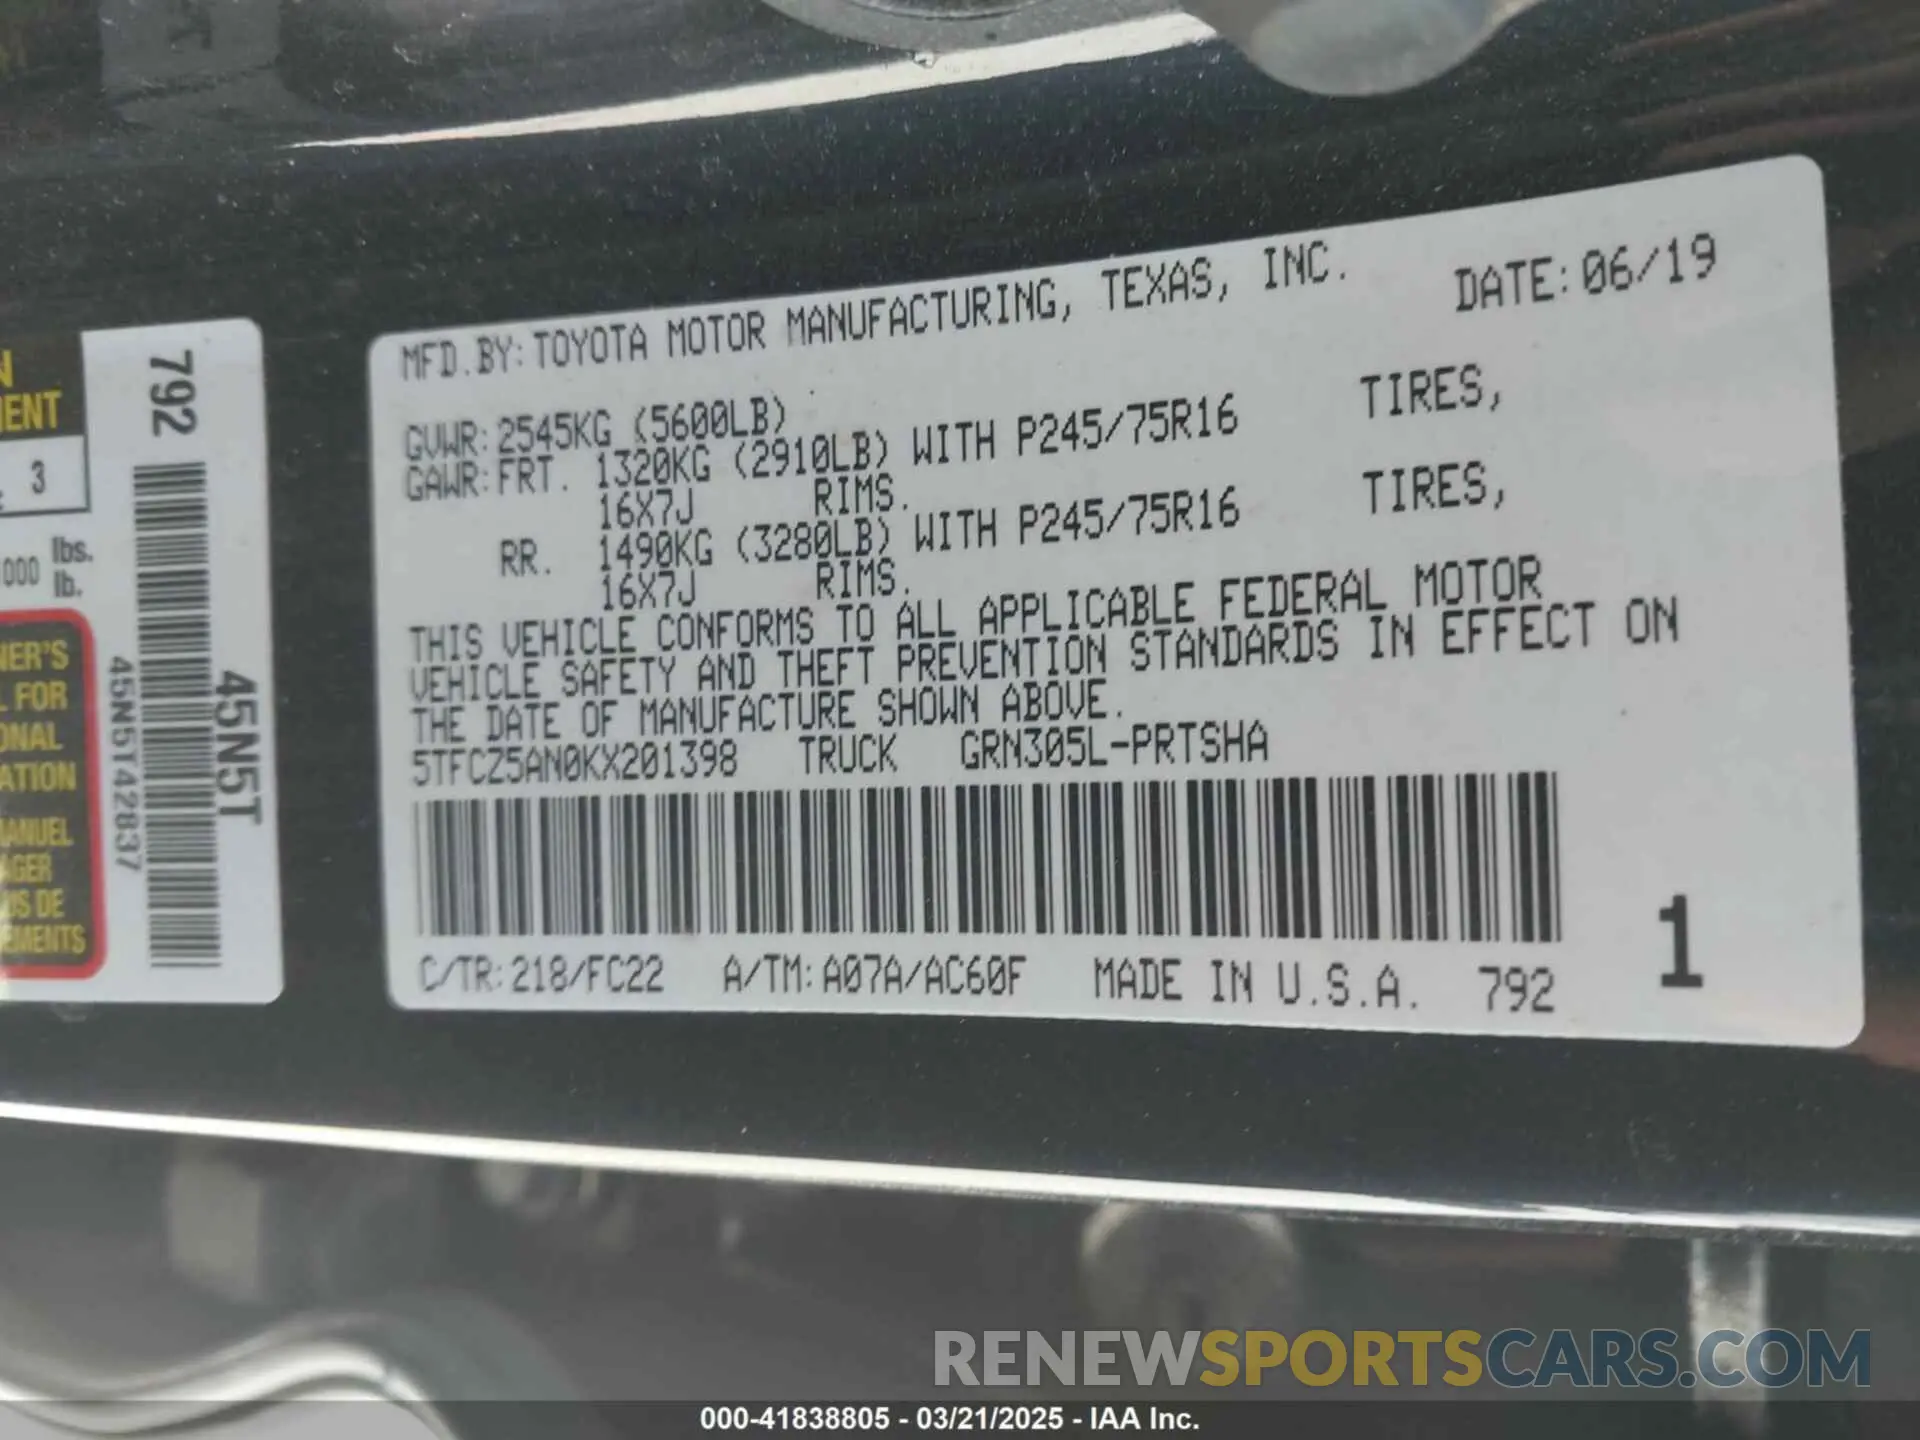 MFD.BY:TOYOTA MOTOR MANUFACTURING, TEXAS, INC. DATE:06/19
GVWR:2545KG (5600LB)
GAWR:FRT. 1320KG (2910LB) WITH P245/75R16 TIRES,
16X7J RIMS.
RR. 1490KG (3280LB) WITH P245/75R16 TIRES,
16X7J RIMS.
THIS VEHICLE CONFORMS TO ALL APPLICABLE FEDERAL MOTOR
VEHICLE SAFETY AND THEFT PREVENTION STANDARDS IN EFFECT ON
THE DATE OF MANUFACTURE SHOWN ABOVE.
5TFCZ5AN0KX201398 TRUCK GRN305L-PRTSHA
C/TR:218/FC22 A/TM:A07A/AC60F MADE IN U.S.A. 792
1
792
45N5T
45N5T42837
3
lbs.
lb.
FOR
DE
RENEWSPORTSCARS.COM
000-41838805 - 03/21/2025 - IAA Inc.